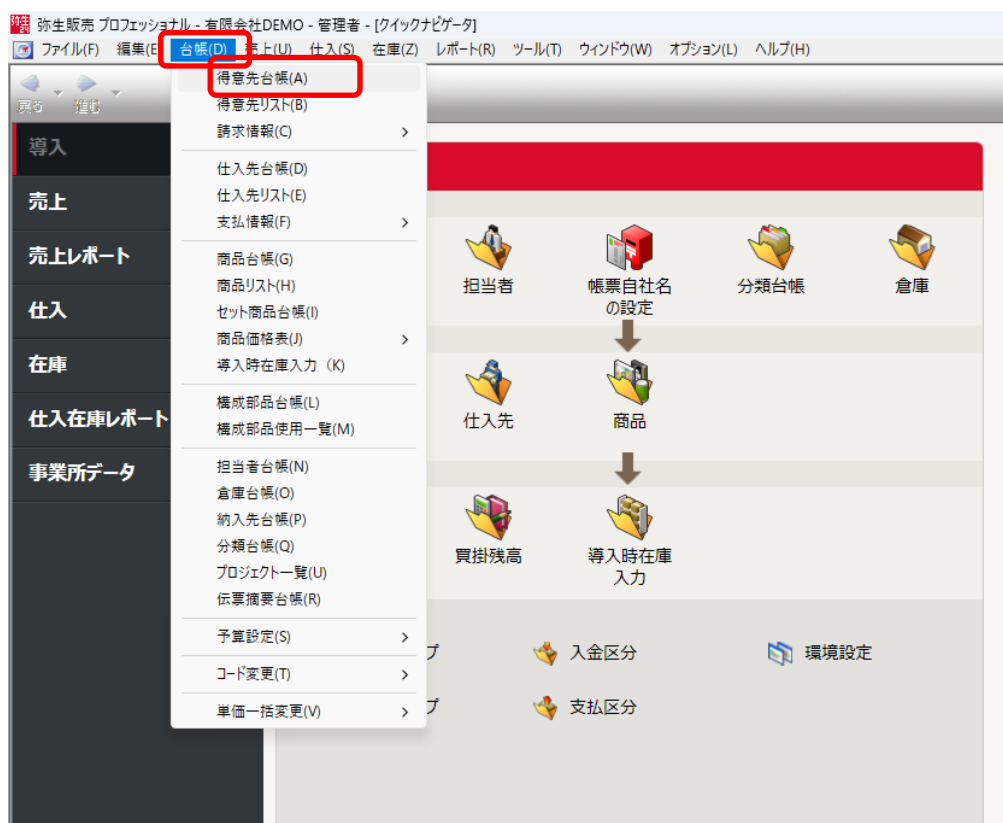 弥生販売 プロフェッショナル - 有限会社DEMO - 管理者 - [クイックナビゲータ]
ファイル(F) 編集(E 台帳(D) 売上(U) 仕入(S) 在庫(Z) レポート(R) ツール(T) ウィンドウ(W) オプション(L) ヘルプ(H)
戻る 進む
得意先台帳(A)
得意先リスト(B)
請求情報(C)
仕入先台帳(D)
仕入先リスト(E)
支払情報(F)
商品台帳(G)
商品リスト(H)
セット商品台帳(I)
商品価格表(J)
導入時在庫入力（K)
構成部品台帳(L)
構成部品使用一覧(M)
担当者台帳(N)
倉庫台帳(O)
納入先台帳(P)
分類台帳(Q)
プロジェクト一覧(U)
伝票摘要台帳(R)
予算設定(S)
コード変更(T)
単価一括変更(V)
導入
売上
売上レポート
仕入
在庫
仕入在庫レポート
事業所データ
担当者
帳票自社名
の設定
分類台帳
倉庫
仕入先
商品
買掛残高
導入時在庫
入力
プ
入金区分
環境設定
プ
支払区分